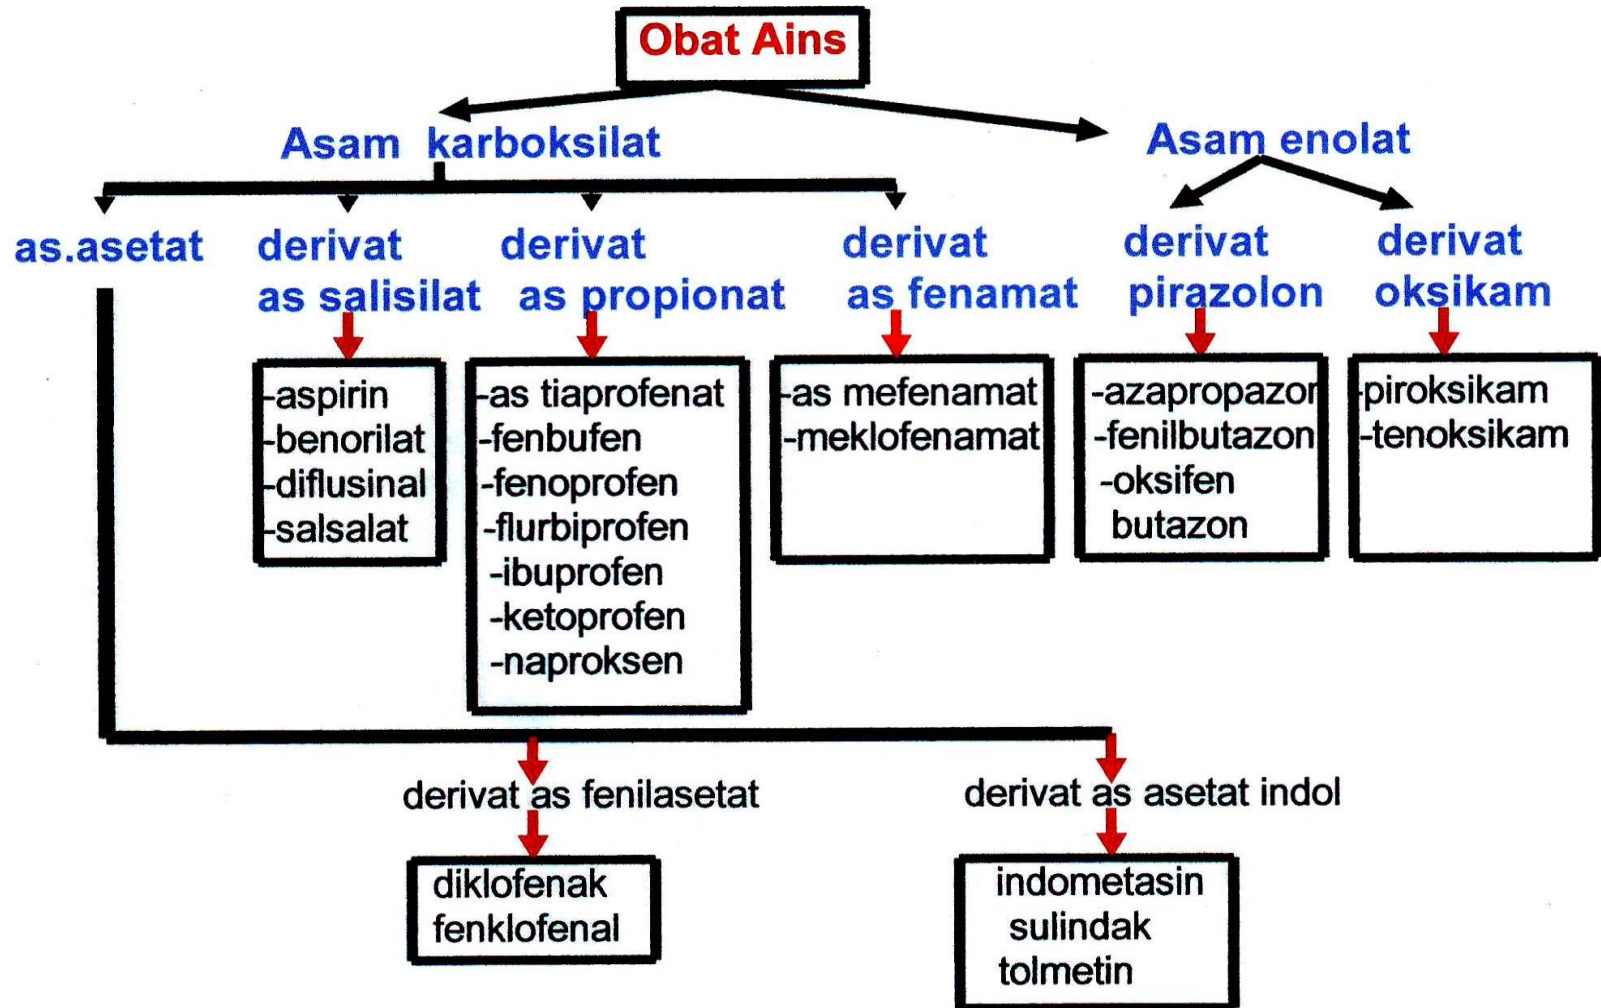 Obat Ains
Asam karboksilat
Asam enolat
as.asetat
derivat
as salisilat
derivat
as propionat
derivat
as fenamat
derivat
pirazolon
derivat
oksikam
-aspirin
-benorilat
-diflusinal
-salsalat
-as tiaprofenat
-fenbufen
-fenoprofen
-flurbiprofen
-ibuprofen
-ketoprofen
-naproksen
-as mefenamat
-meklofenamat
-azapropazon
-fenilbutazon
-oksifen
butazon
-piroksikam
-tenoksikam
derivat as fenilasetat
derivat as asetat indol
diklofenak
fenklofenal
indometasin
sulindak
tolmetin